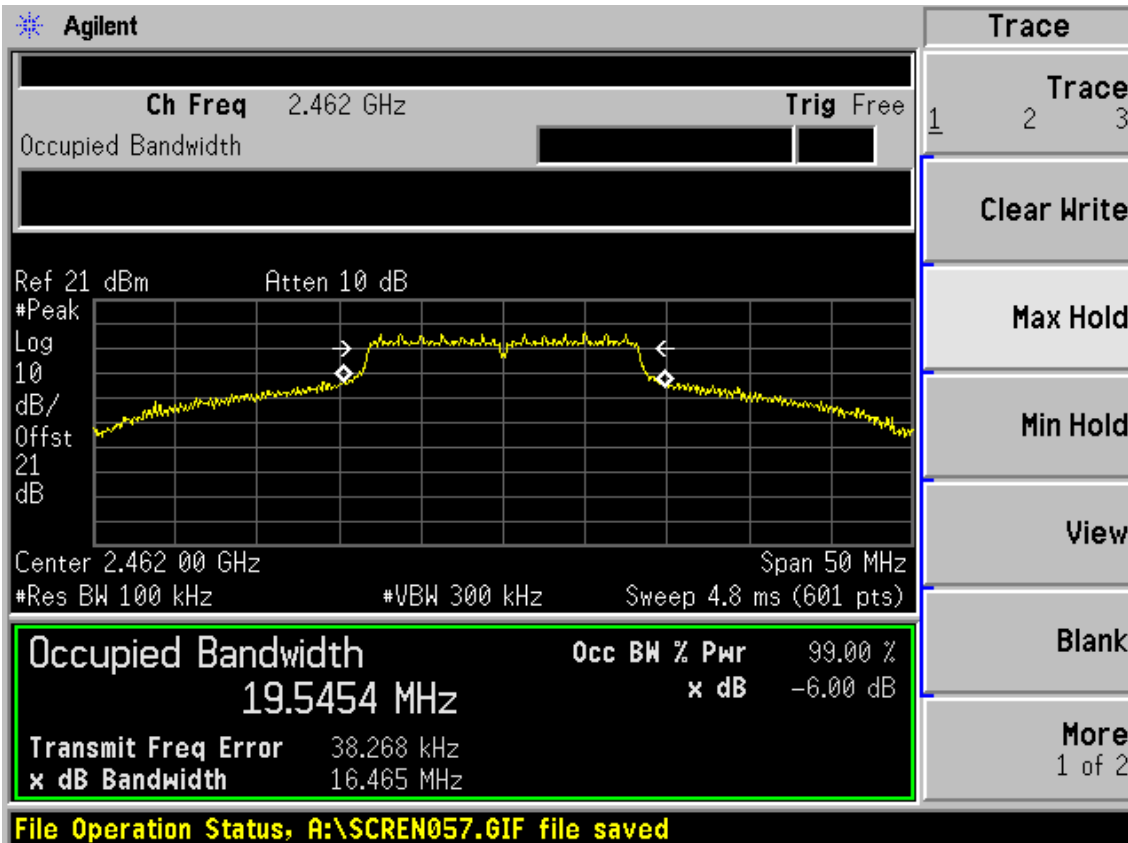 Agilent
Trace
Ch Freq 2.462 GHz Trig Free
Occupied Bandwidth
Trace
1 2 3
Clear Write
Max Hold
Min Hold
View
Blank
More
1 of 2
Ref 21 dBm Atten 10 dB
#Peak
Log
10
dB/
Offst
21
dB
Center 2.462 00 GHz Span 50 MHz
#Res BW 100 kHz #VBW 300 kHz Sweep 4.8 ms (601 pts)
Occupied Bandwidth
19.5454 MHz
Occ BW % Pwr 99.00 %
x dB -6.00 dB
Transmit Freq Error 38.268 kHz
x dB Bandwidth 16.465 MHz
File Operation Status, A:\SCREN057.GIF file saved